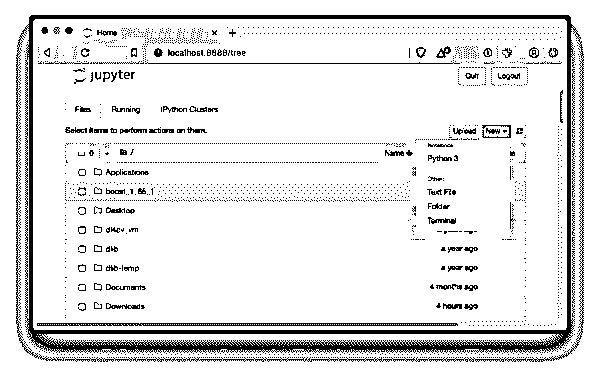 Home
localhost:8888/tree
jupyter
Quit Logout
Files Running IPython Clusters
Select items to perform actions on them.
Upload New
0 / Name
Notebook:
Python 3
Other:
Text File
Folder
Terminal
Applications
Desktop
dl4cv_vm
dlib a year ago
dlib-temp a year ago
Documents 4 months ago
Downloads 4 hours ago